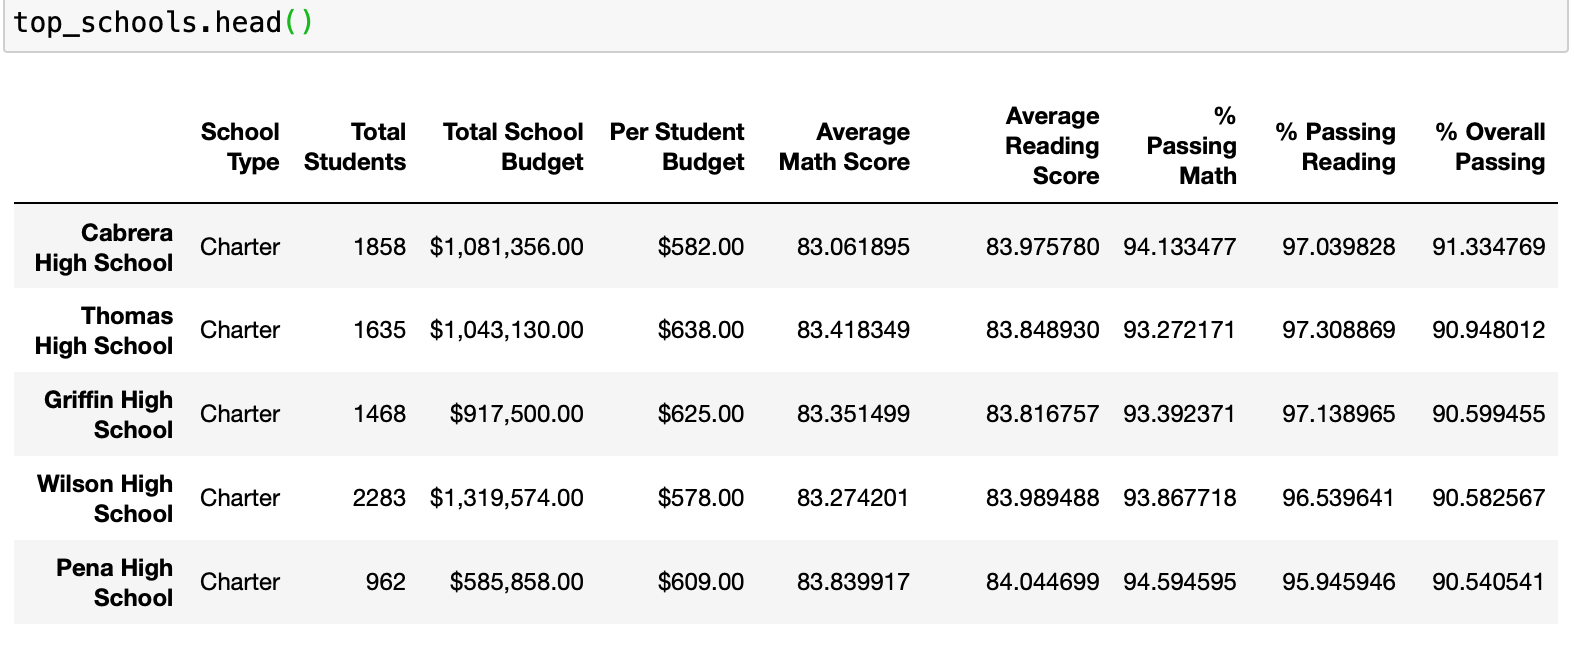 top_schools.head()
School Type Total Students Total School Budget Per Student Budget Average Math Score Average Reading Score % Passing Math % Passing Reading % Overall Passing
Cabrera High School Charter 1858 $1,081,356.00 $582.00 83.061895 83.975780 94.133477 97.039828 91.334769
Thomas High School Charter 1635 $1,043,130.00 $638.00 83.418349 83.848930 93.272171 97.308869 90.948012
Griffin High School Charter 1468 $917,500.00 $625.00 83.351499 83.816757 93.392371 97.138965 90.599455
Wilson High School Charter 2283 $1,319,574.00 $578.00 83.274201 83.989488 93.867718 96.539641 90.582567
Pena High School Charter 962 $585,858.00 $609.00 83.839917 84.044699 94.594595 95.945946 90.540541